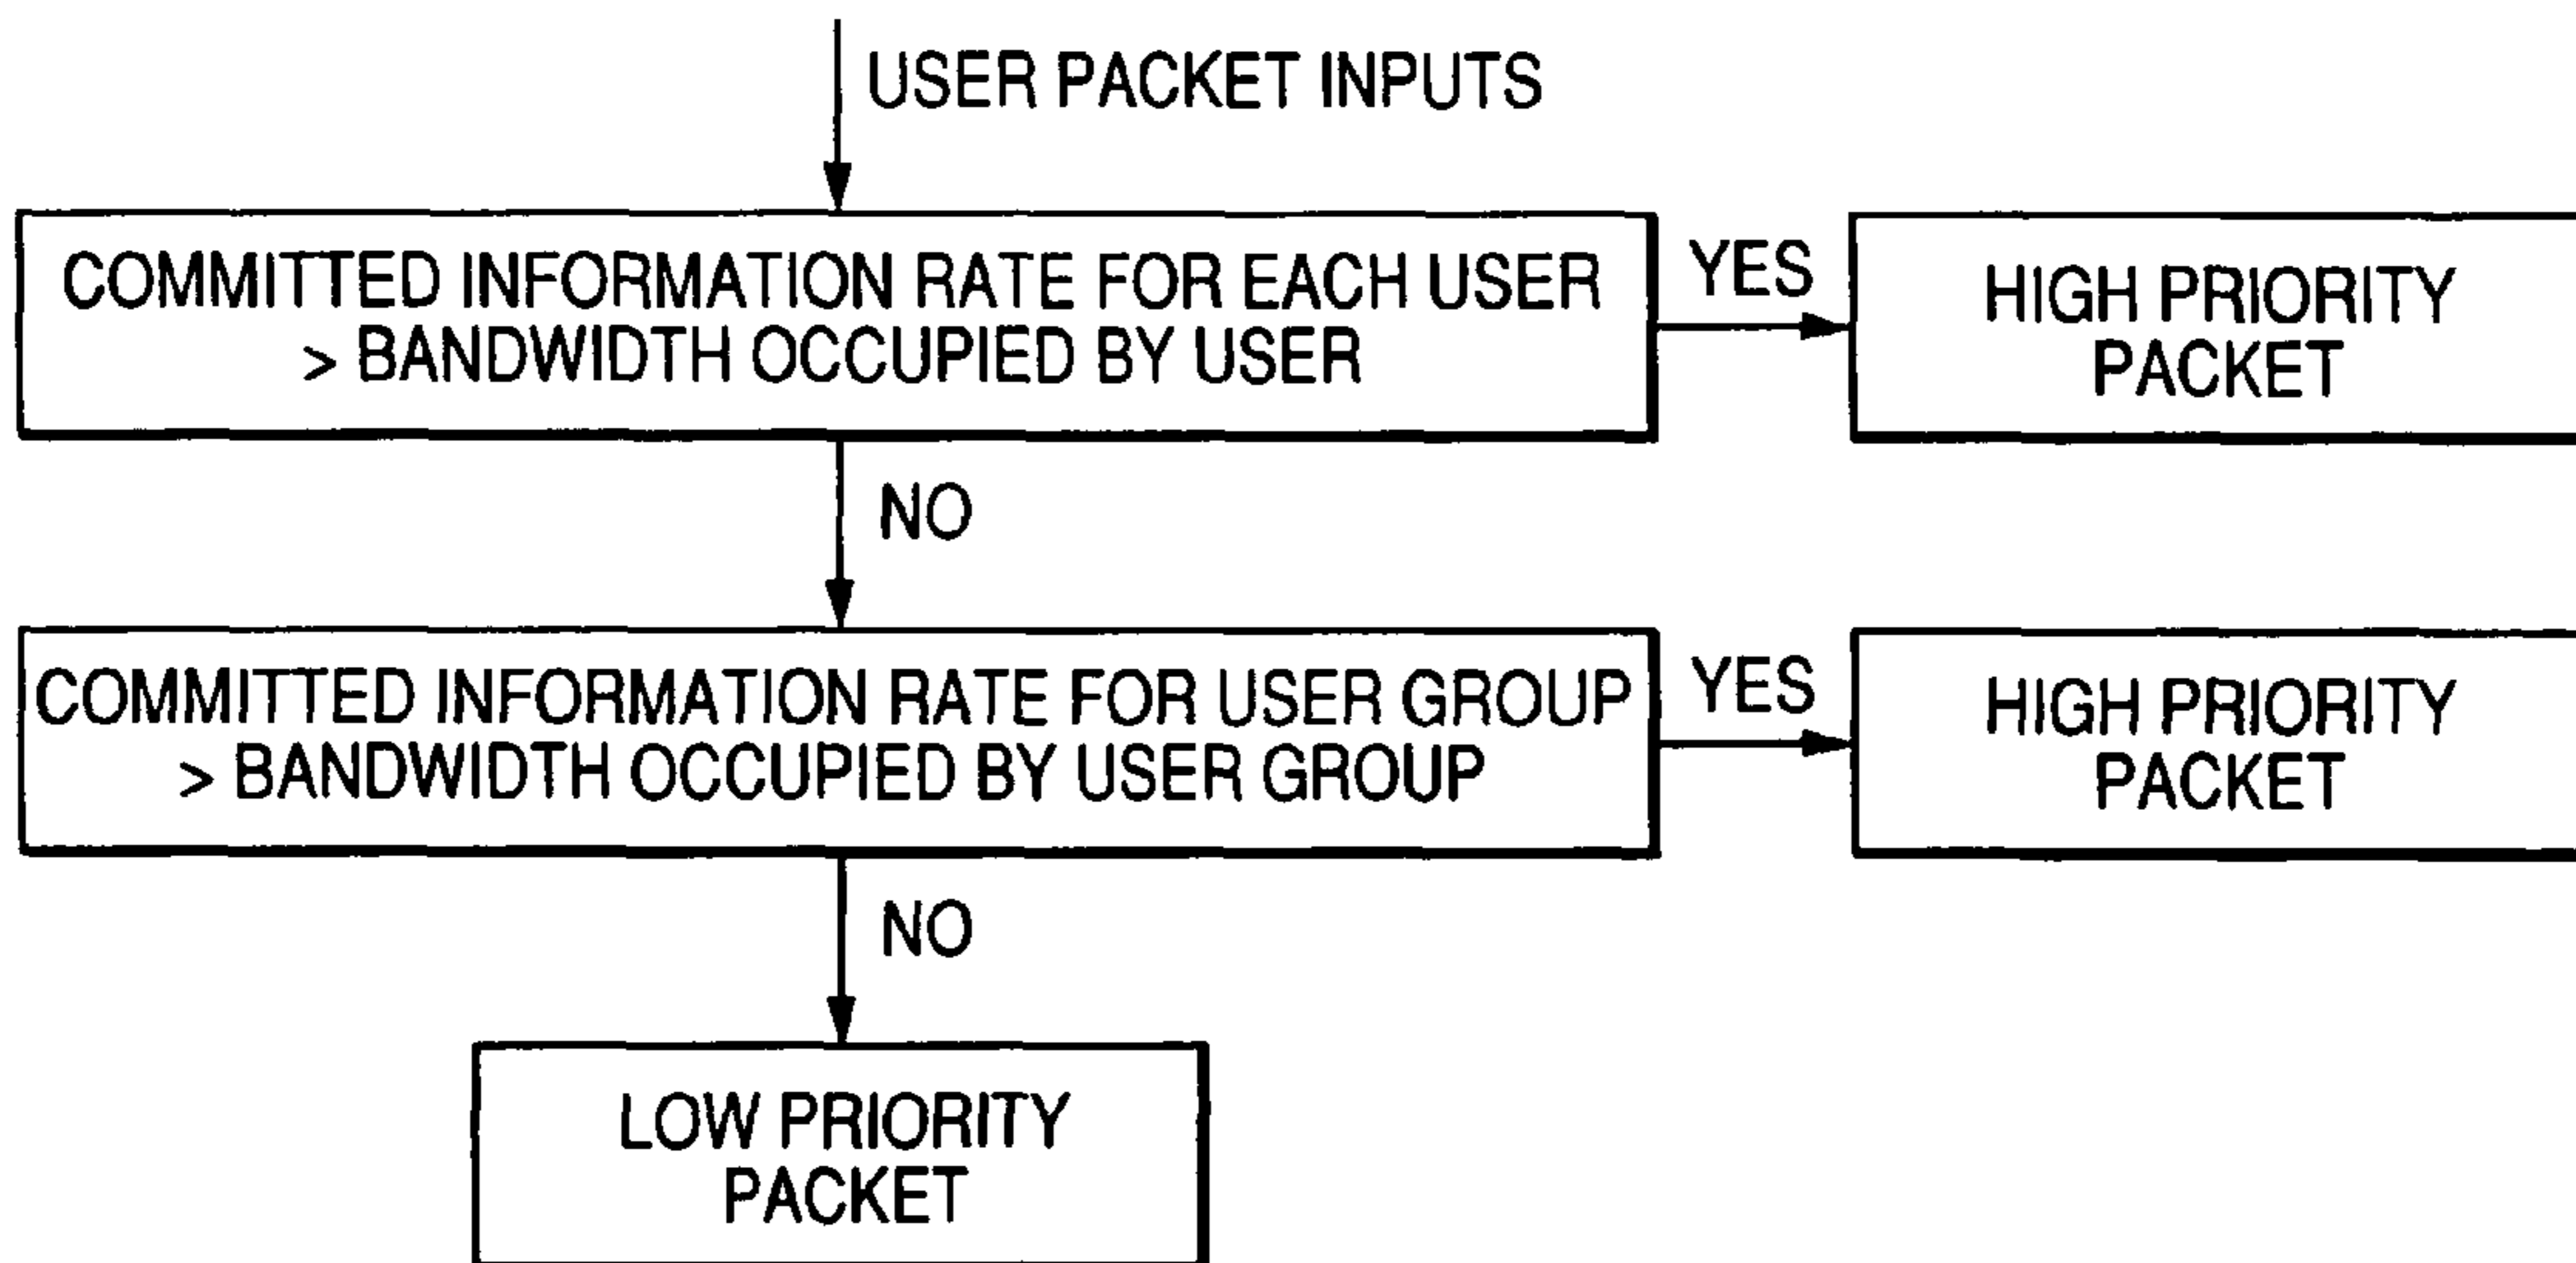 USER PACKET INPUTS
COMMITTED INFORMATION RATE FOR EACH USER
> BANDWIDTH OCCUPIED BY USER
YES
HIGH PRIORITY
PACKET
NO
COMMITTED INFORMATION RATE FOR USER GROUP
> BANDWIDTH OCCUPIED BY USER GROUP
YES
HIGH PRIORITY
PACKET
NO
LOW PRIORITY
PACKET